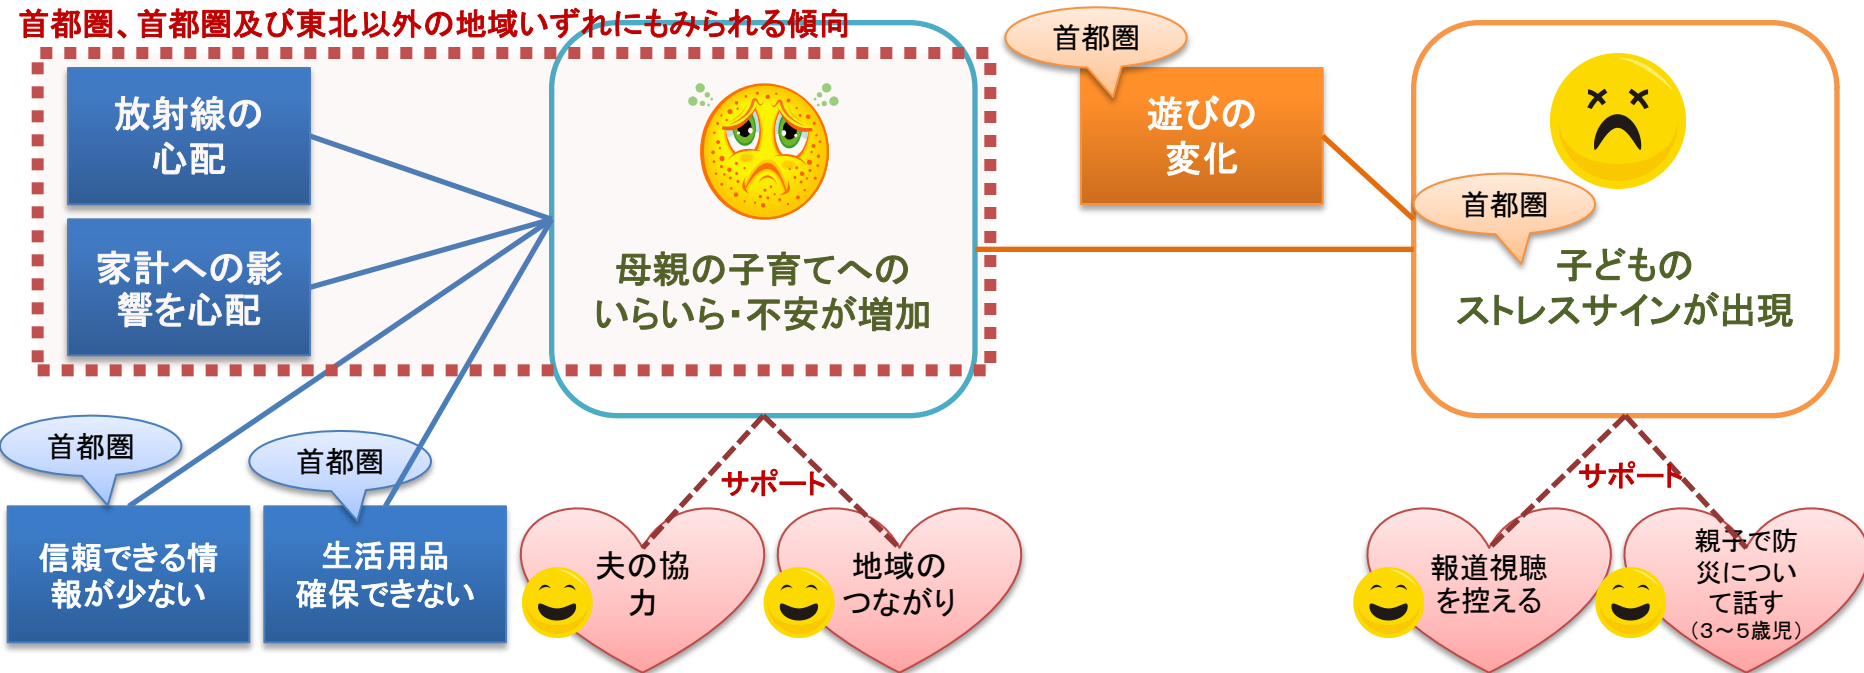 首都圏、首都圏及び東北以外の地域いずれにもみられる傾向
放射線の
心配
家計への影
響を心配
母親の子育てへの
いらいら・不安が増加
首都圏
遊びの
変化
首都圏
子どもの
ストレスサインが出現
首都圏
信頼できる情
報が少ない
首都圏
生活用品
確保できない
サポート
夫の協
力
地域の
つながり
サポート
報道視聴
を控える
親子で防
災につい
て話す
（3～5歳児）